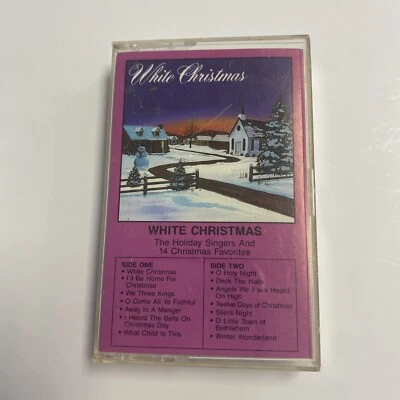 White Christmas
WHITE CHRISTMAS
The Holiday Singers And
14 Christmas Favorites
SIDE ONE
• White Christmas
• I'll Be Home For
Christmas
• We Three Kings
• O Come All Ye Faithful
• Away In A Manger
• I Heard The Bells On
Christmas Day
• What Child Is This
SIDE TWO
• O Holy Night
• Deck The Halls
• Angels We Have Heard
On High
• Twelve Days of Christmas
• Silent Night
• O Little Town of
Bethlehem
• Winter Wonderland